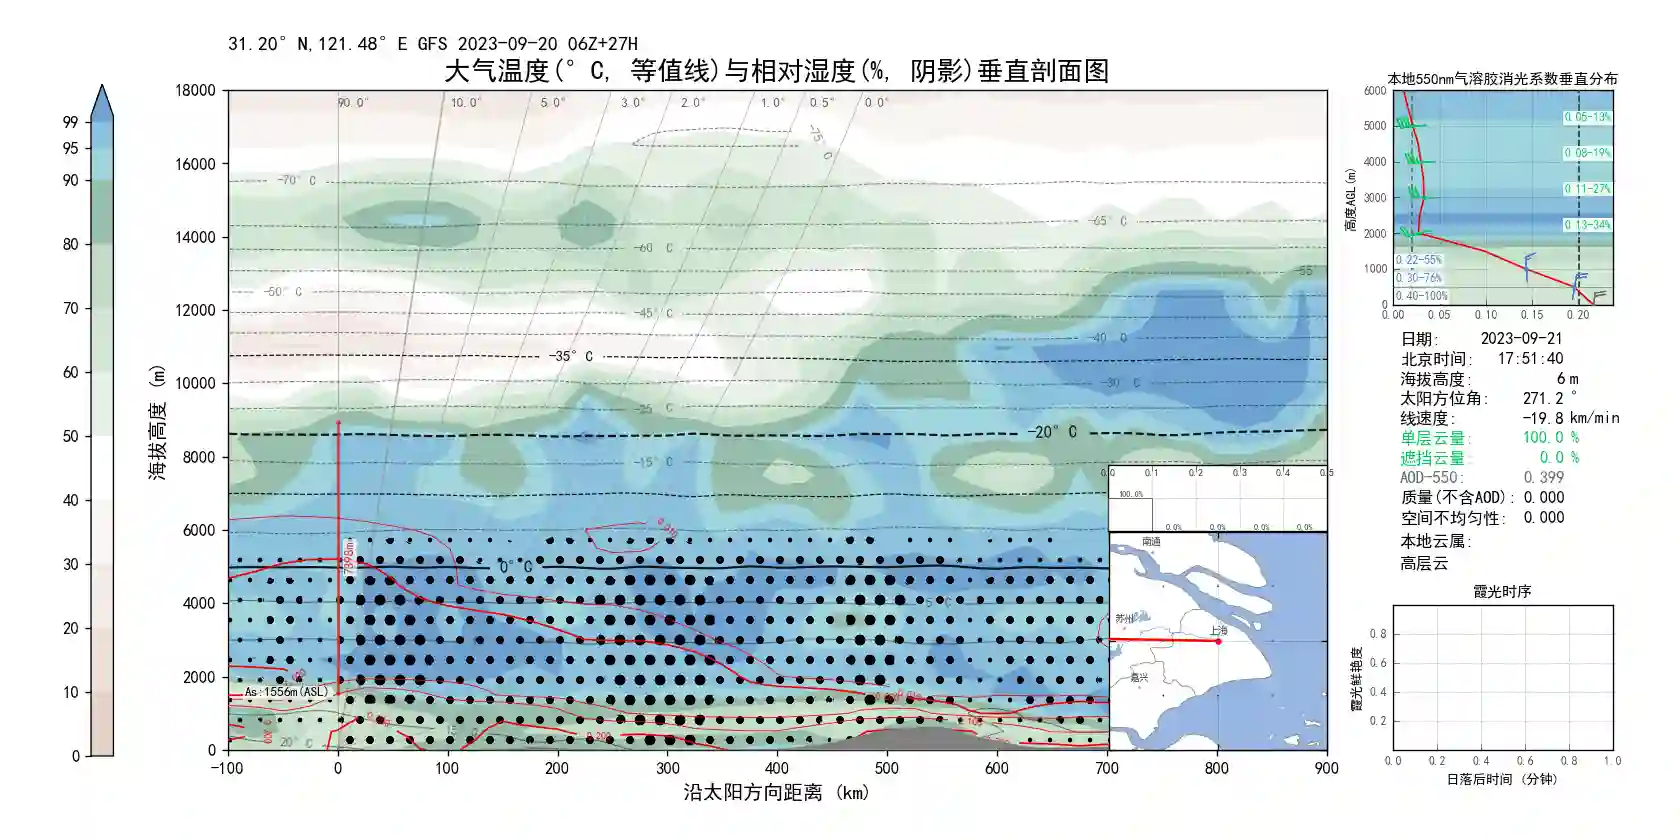 31.20° N,121.48° E GFS 2023-09-20 06Z+27H
大气温度(° C, 等值线)与相对湿度(%, 阴影)垂直剖面图
99
95
90
80
70
60
50
40
30
20
10
0
海拔高度 (m)
18000
16000
14000
12000
10000
8000
6000
4000
2000
0
90.0° 10.0° 5.0° 3.0° 2.0° 1.0° 0.5° 0.0°
-75° C
-70° C
-65° C
-60° C
-55
-50° C
-45° C
-40 C
-35° C
-30° C
-25 C
-20° C
-15° C
0° C
5° C
15° C
20° C
7398m
As:1556m(ASL)
0.200
0.100
-100 0 100 200 300 400 500 600 700 800 900
沿太阳方向距离 (km)
0.0 0.1 0.2 0.3 0.4 0.5
100.0%
0.0% 0.0% 0.0% 0.0%
南通
苏州
上海
嘉兴
本地550nm气溶胶消光系数垂直分布
高度AGL(m)
6000
5000
4000
3000
2000
1000
0
0.05-13%
0.08-19%
0.11-27%
0.13-34%
0.22-55%
0.30-76%
0.40-100%
0.00 0.05 0.10 0.15 0.20
日期: 2023-09-21
北京时间: 17:51:40
海拔高度: 6 m
太阳方位角: 271.2 °
线速度: -19.8 km/min
单层云量: 100.0 %
遮挡云量: 0.0 %
AOD-550: 0.399
质量(不含AOD): 0.000
空间不均匀性: 0.000
本地云属:
高层云
霞光时序
霞光鲜艳度
0.8
0.6
0.4
0.2
0.0 0.2 0.4 0.6 0.8 1.0
日落后时间 (分钟)